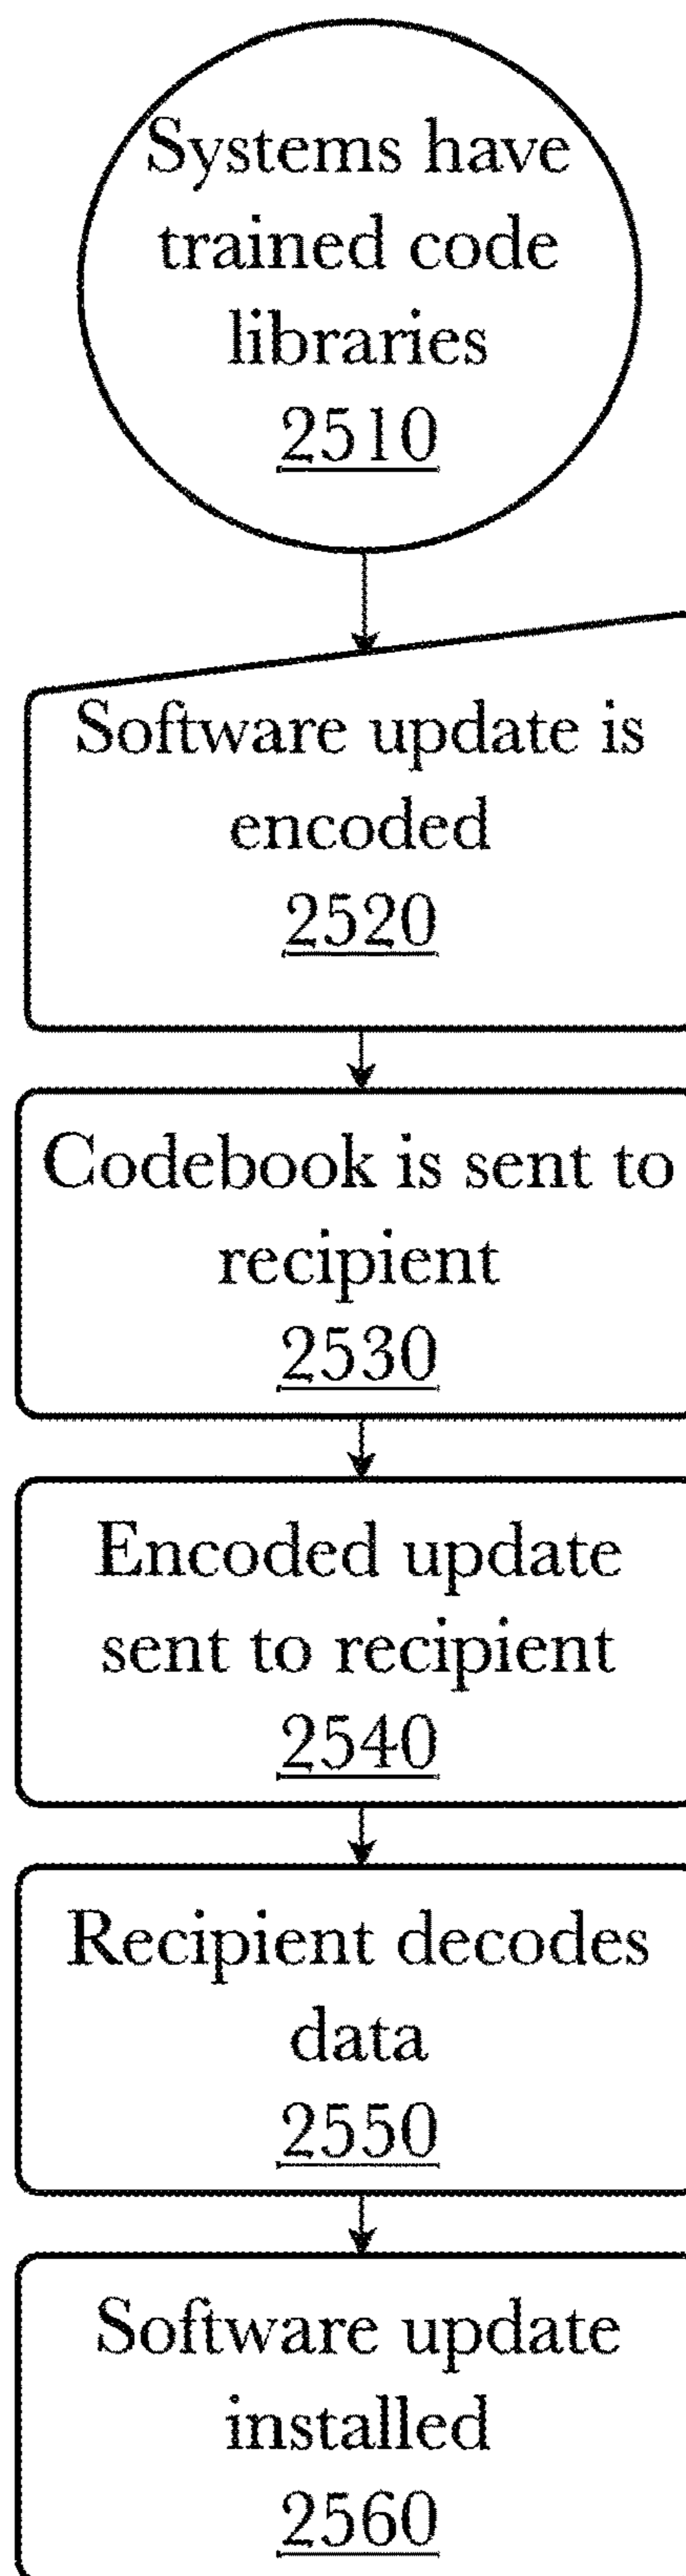 Systems have
trained code
libraries
2510
Software update is
encoded
2520
Codebook is sent to
recipient
2530
Encoded update
sent to recipient
2540
Recipient decodes
data
2550
Software update
installed
2560